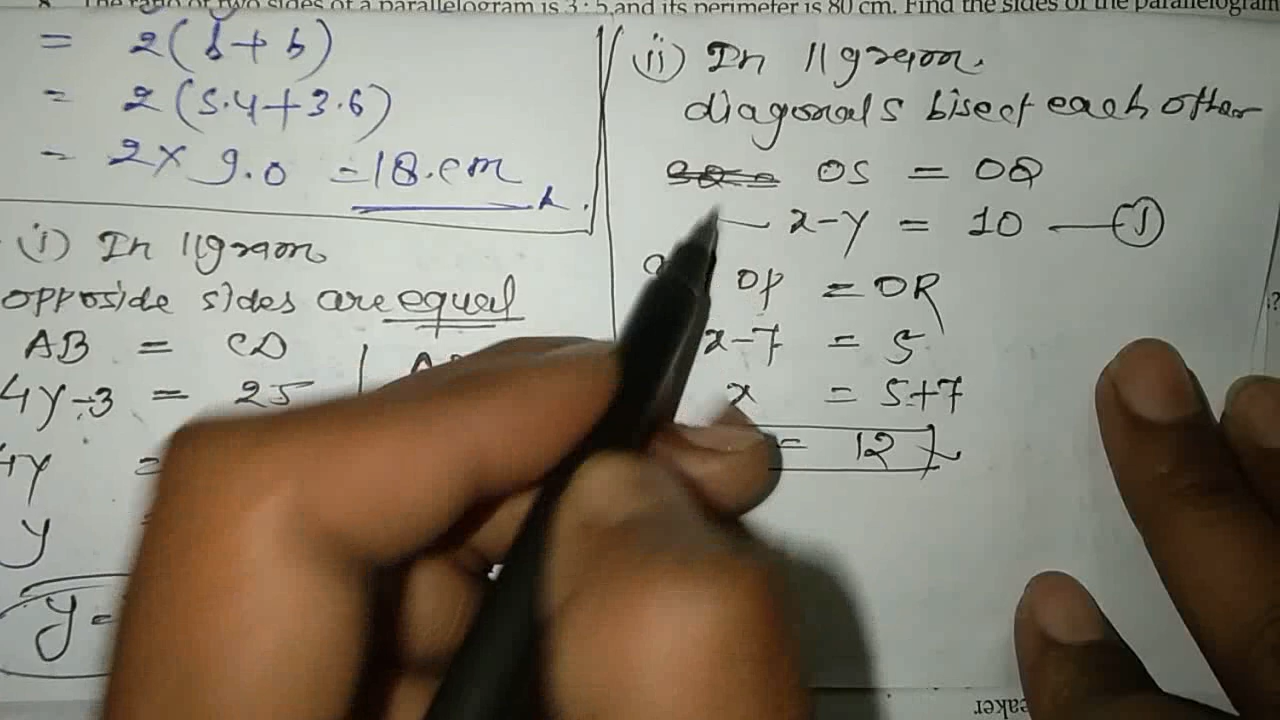 The ratio of two sides of a parallelogram is 3 : 5, and its perimeter is 80 cm. Find the sides of the parallelogram
= 2(l+b)
= 2(5.4+3.6)
= 2× 9.0 =18.cm
(i) In ||gram
opposide sides are equal
AB = CD
4y-3 = 25
4y =
y
y=
(ii) In ||gram.
diagonals bisect each other
OS = OQ
x-y = 10 — (1)
OP = OR
x-7 = 5
x = 5+7
= 12